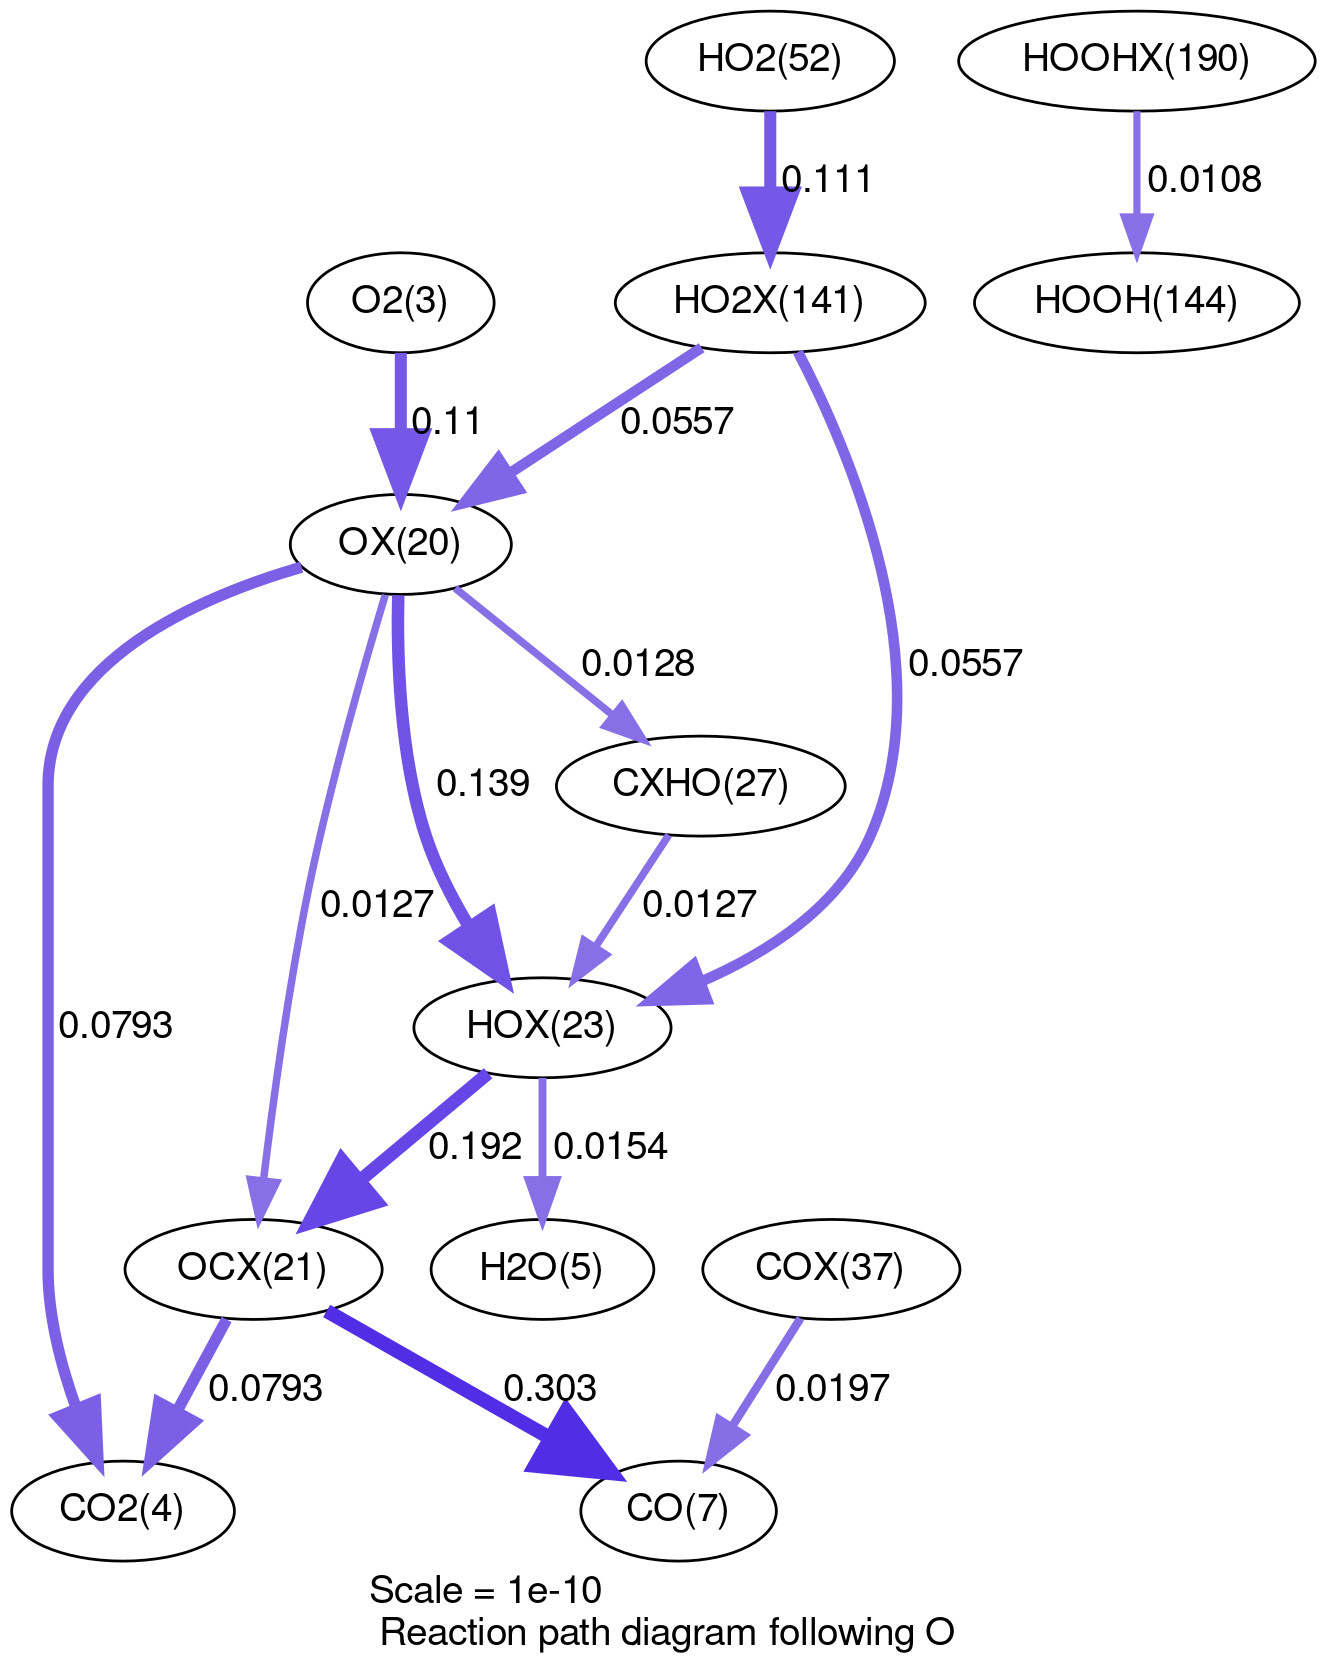 HO2(52)
HOOHX(190)
0.111
0.0108
O2(3)
HO2X(141)
HOOH(144)
0.11
0.0557
OX(20)
0.0128
0.0557
CXHO(27)
0.139
0.0127
0.0127
0.0793
HOX(23)
0.192
0.0154
OCX(21)
H2O(5)
COX(37)
0.0793
0.303
0.0197
CO2(4)
CO(7)
Scale = 1e-10
Reaction path diagram following O